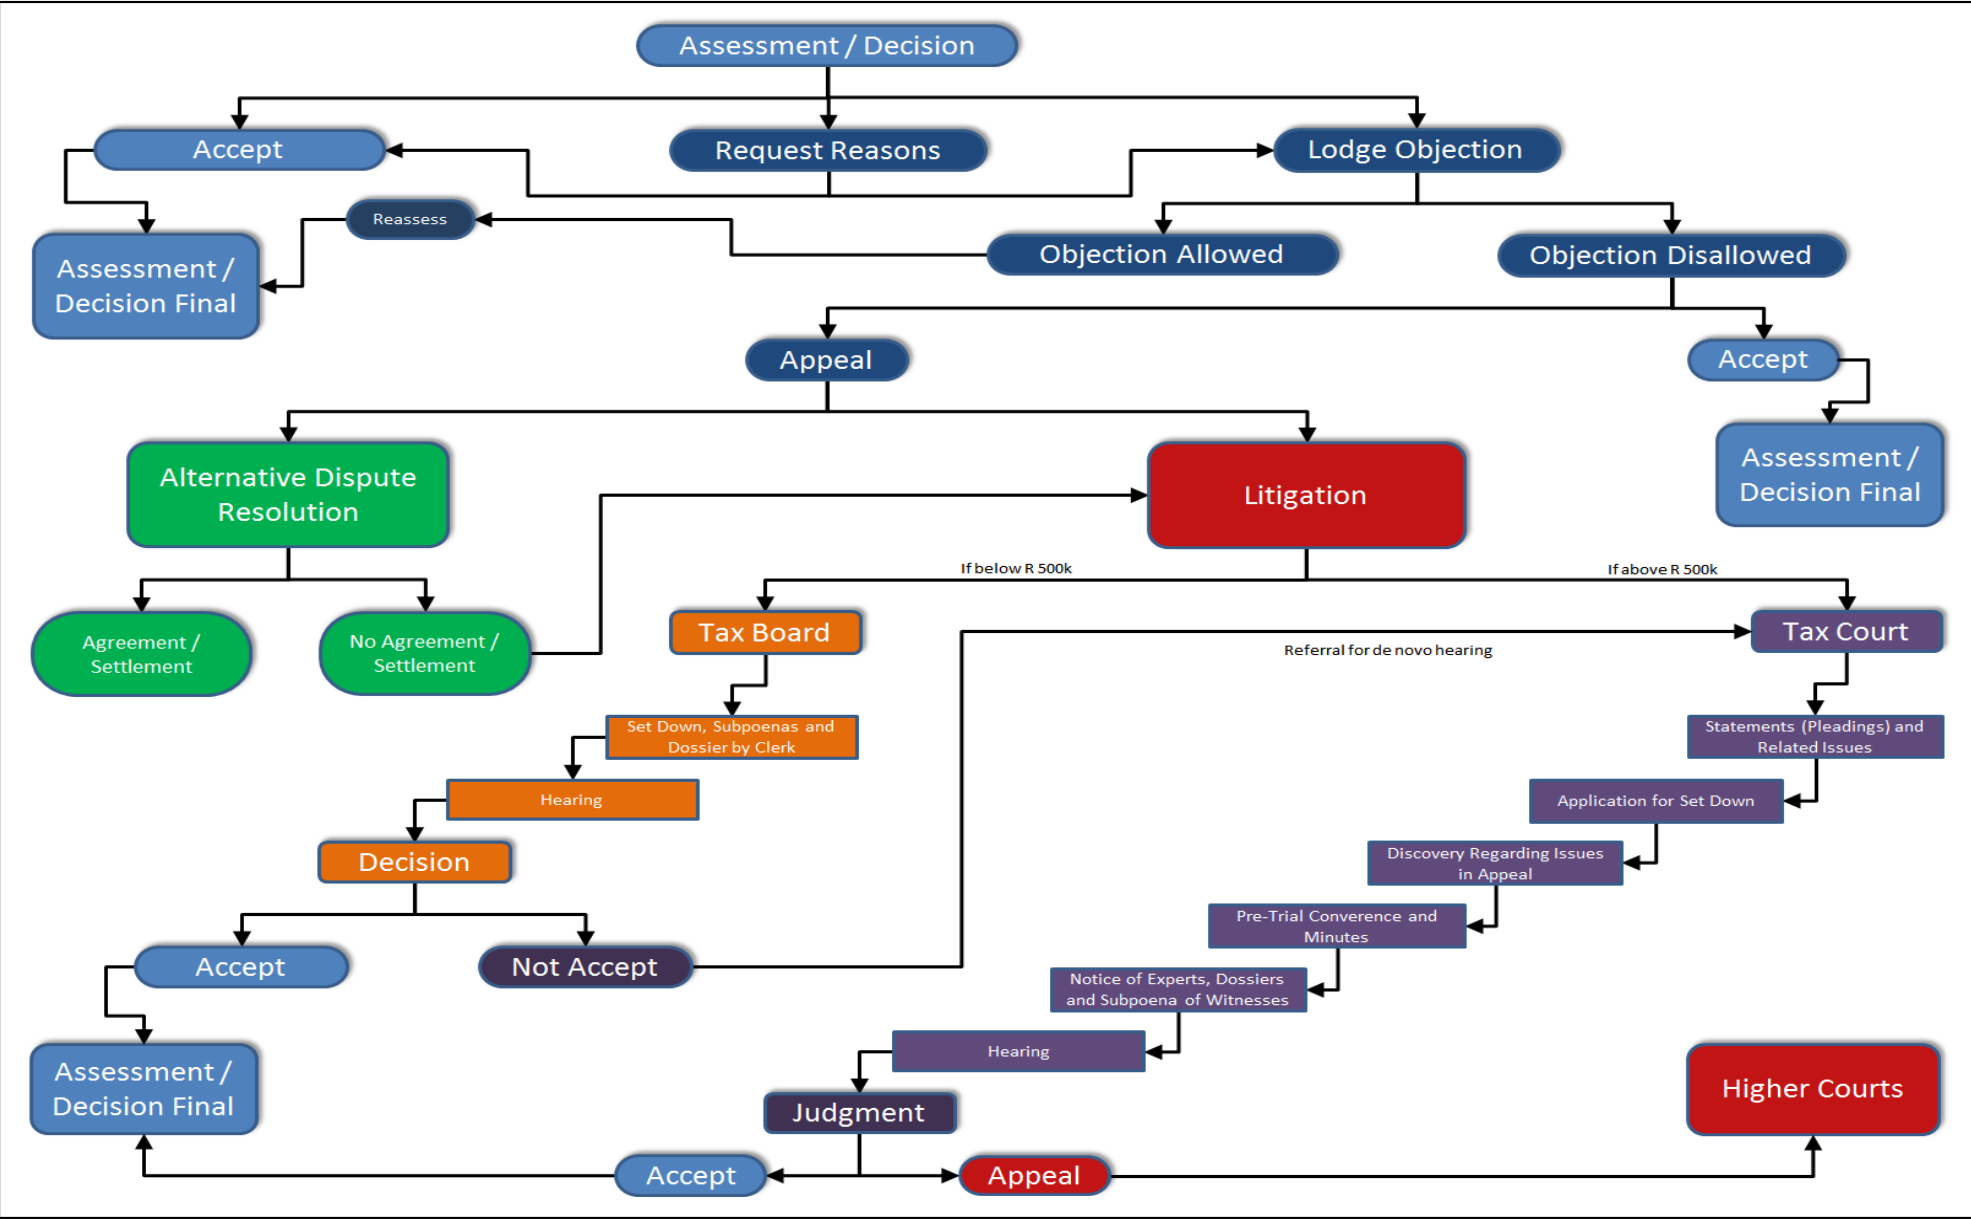 Assessment / Decision
Accept
Request Reasons
Lodge Objection
Reassess
Objection Allowed
Objection Disallowed
Assessment /
Decision Final
Appeal
Accept
Alternative Dispute
Resolution
Litigation
Assessment /
Decision Final
If below R 500k
If above R 500k
Agreement /
Settlement
No Agreement /
Settlement
Tax Board
Tax Court
Referral for de novo hearing
Set Down, Subpoenas and
Dossier by Clerk
Statements (Pleadings) and
Related Issues
Hearing
Application for Set Down
Decision
Discovery Regarding Issues
in Appeal
Pre-Trial Converence and
Minutes
Accept
Not Accept
Notice of Experts, Dossiers
and Subpoena of Witnesses
Hearing
Assessment /
Decision Final
Higher Courts
Judgment
Accept
Appeal